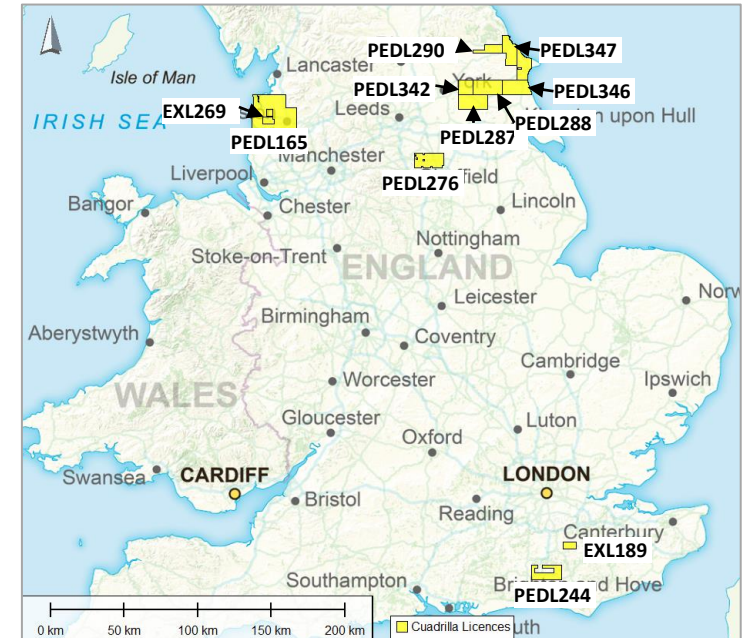 PEDL290
PEDL347
Lancaster
Isle of Man
York
PEDL342
PEDL346
EXL269
Leeds
IRISH SEA
PEDL288
on upon Hull
PEDL287
PEDL165
Manchester
Liverpool
PEDL276
field
Bangor
Chester
Lincoln
Stoke-on-Trent
Nottingham
ENGLAND
Leicester
Norw
Birmingham
Aberystwyth
Coventry
Cambridge
Worcester
Ipswich
WALES
Gloucester
Luton
Oxford
Swansea
CARDIFF
LONDON
Bristol
Reading
Canterbury
EXL189
Southampton
Brighton and Hove
PEDL244
0 km 50 km 100 km 150 km 200 km
Cuadrilla Licences
uth